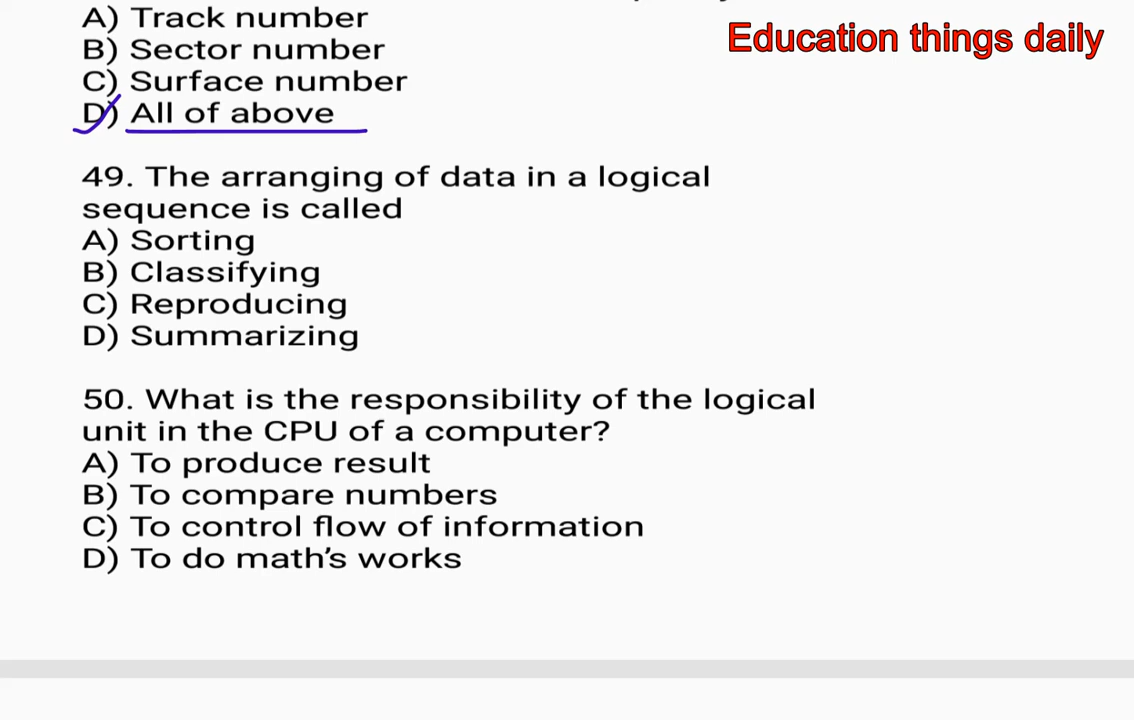 A) Track number
Education things daily
B) Sector number
C) Surface number
D) All of above
49. The arranging of data in a logical
sequence is called
A) Sorting
B) Classifying
C) Reproducing
D) Summarizing
50. What is the responsibility of the logical
unit in the CPU of a computer?
A) To produce result
B) To compare numbers
C) To control flow of information
D) To do math’s works